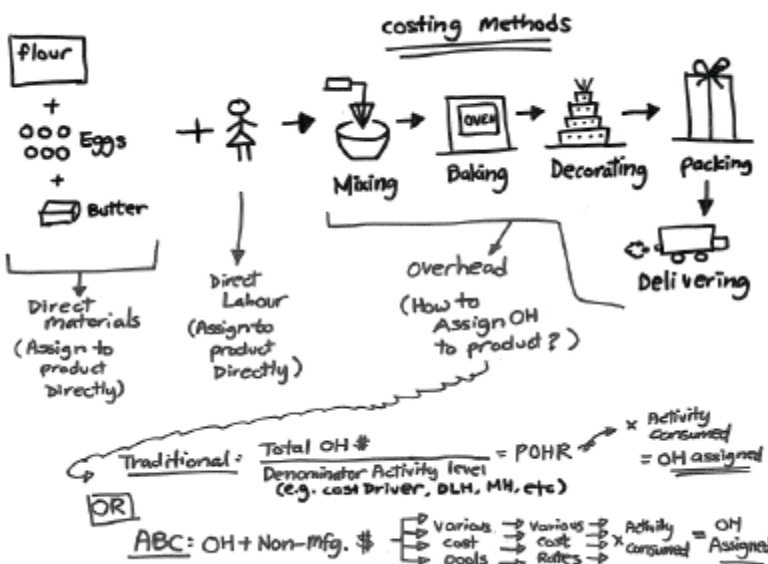 costing methods
flour
+
Eggs
+
Butter
+
OVEN
Mixing
Baking
Decorating
packing
Delivering
Direct
materials
(Assign to
product
Directly)
Direct
Labour
(Assign to
product
Directly)
Overhead
(How to
Assign OH
to product?)
Traditional: Total OH $ = POHR
Denominator Activity level
(e.g. cost Driver, DLH, MH, etc)
× Activity
consumed
= OH assigned
OR
ABC: OH + Non-Mfg. $
Various
cost
pools
Various
cost
Rates
× Activity
consumed
= OH
Assigned